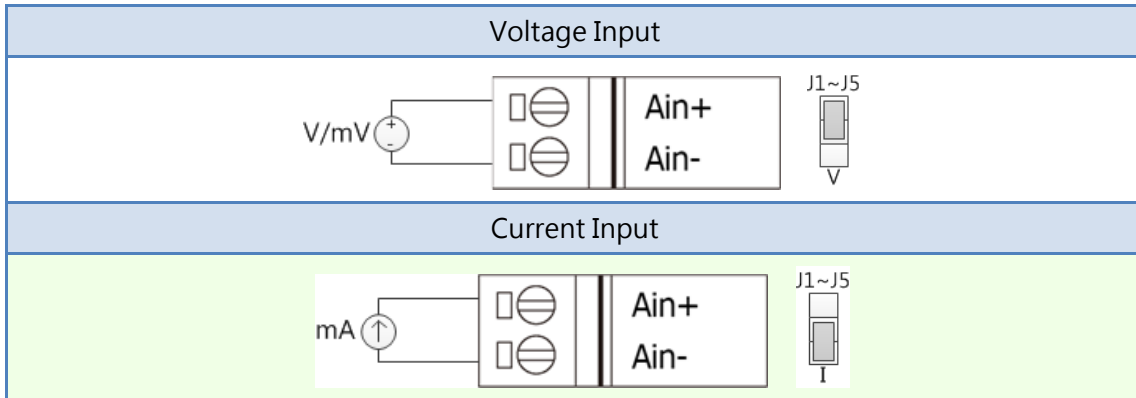 Voltage Input
J1~J5
V/mV
+
-
Ain+
Ain-
V
Current Input
J1~J5
mA
Ain+
Ain-
I